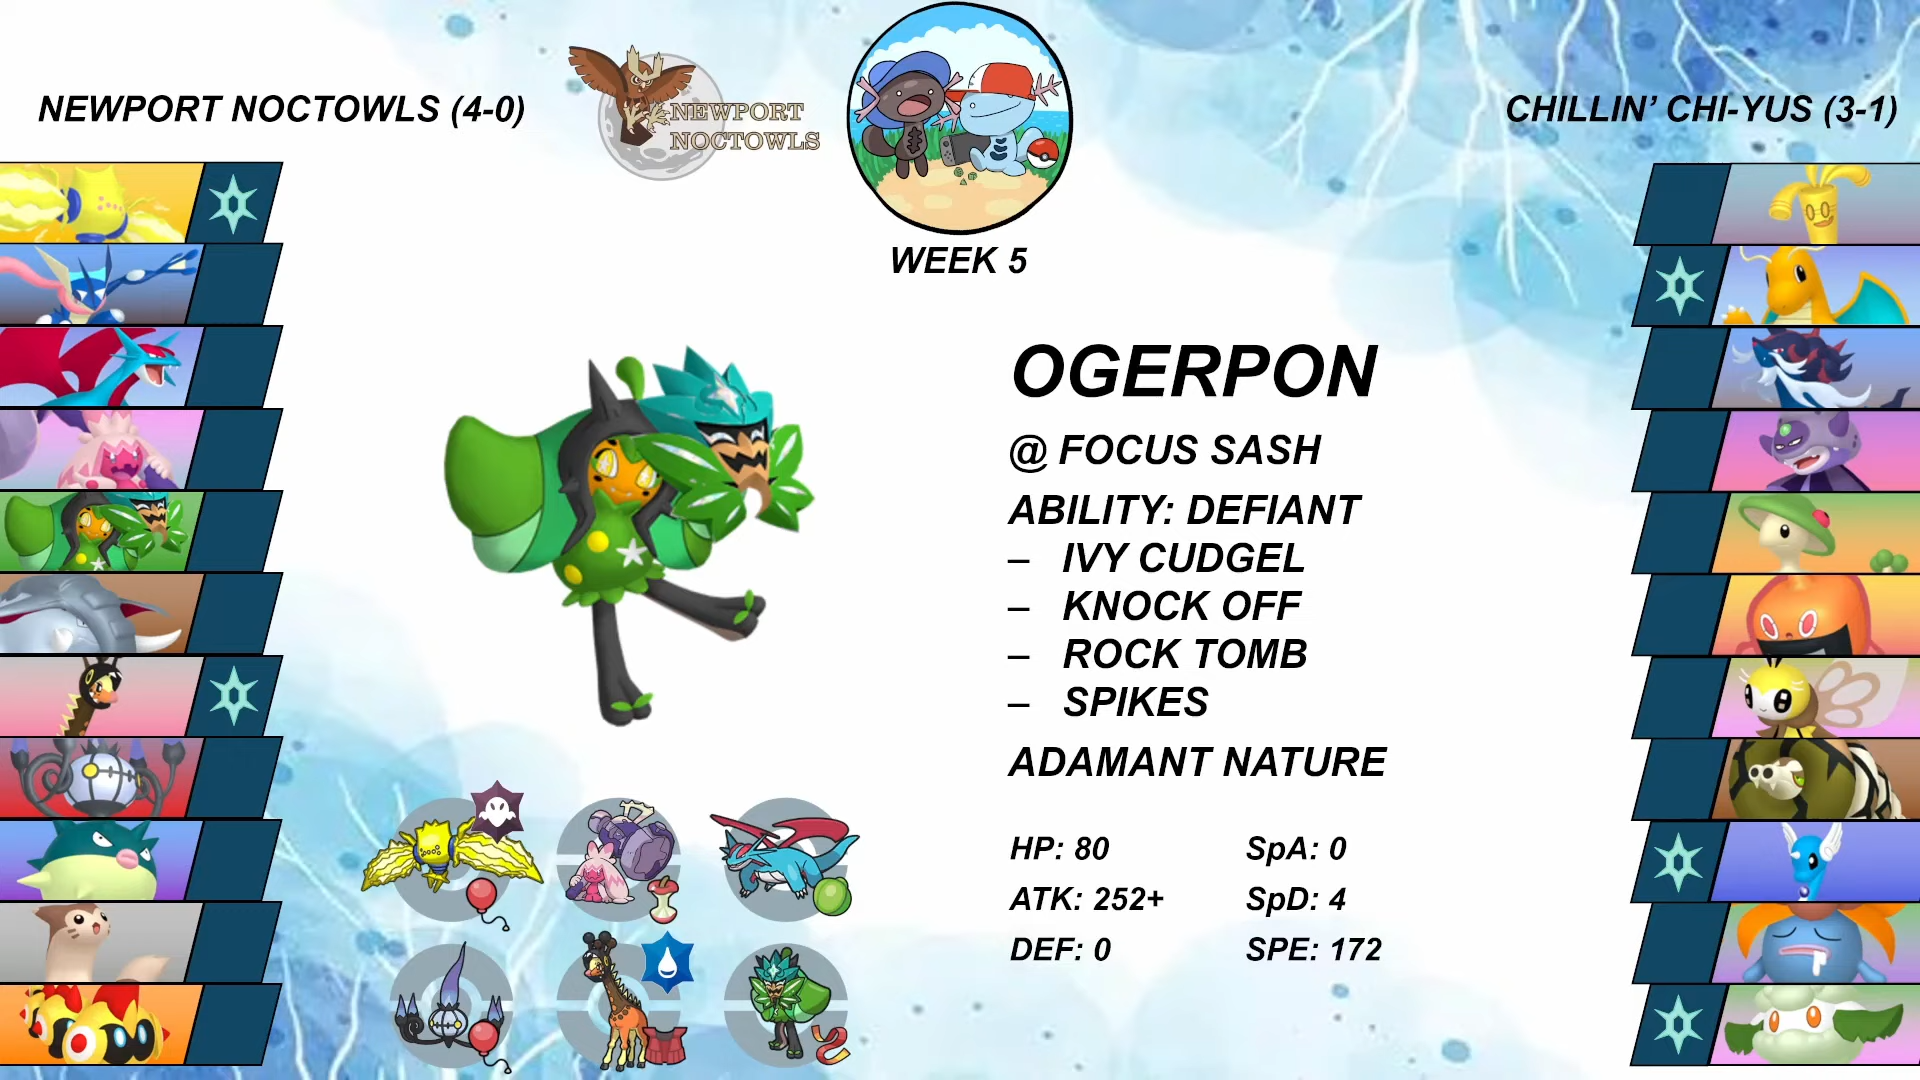 NEWPORT NOCTOWLS (4-0)
NEWPORT
NOCTOWLS
CHILLIN’ CHI-YUS (3-1)
WEEK 5
OGERPON
@ FOCUS SASH
ABILITY: DEFIANT
– IVY CUDGEL
– KNOCK OFF
– ROCK TOMB
– SPIKES
ADAMANT NATURE
HP: 80 SpA: 0
ATK: 252+ SpD: 4
DEF: 0 SPE: 172